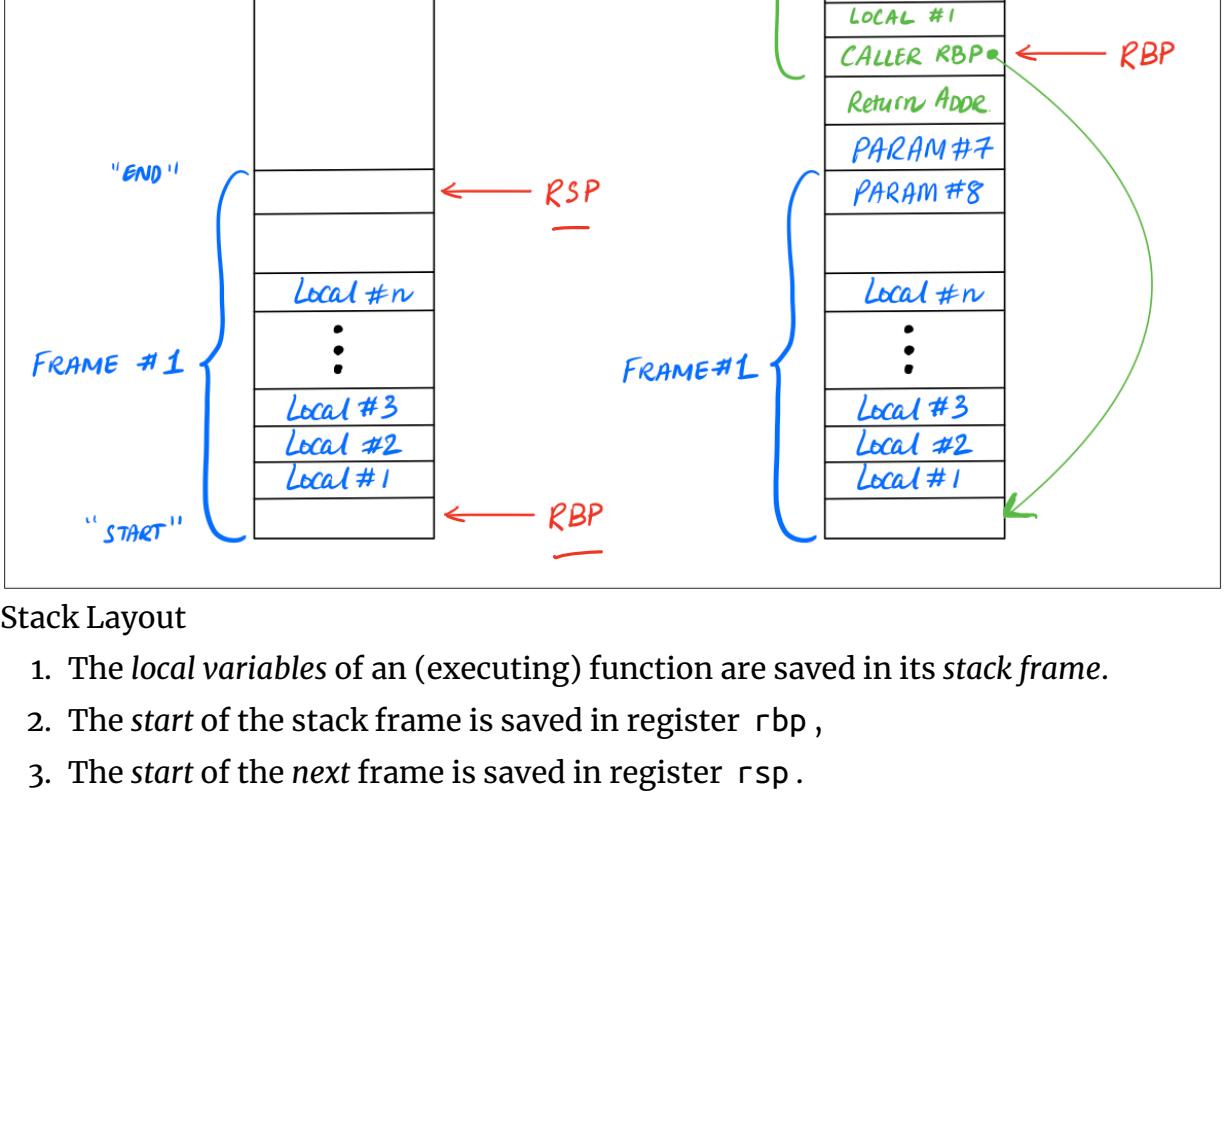 LOCAL #1
CALLER RBP
RBP
Return ADDR.
PARAM #7
"END"
RSP
PARAM #8
Local #n
Local #n
FRAME #1
FRAME #1
Local #3
Local #3
Local #2
Local #2
Local #1
Local #1
"START"
RBP
Stack Layout
1. The local variables of an (executing) function are saved in its stack frame.
2. The start of the stack frame is saved in register rbp,
3. The start of the next frame is saved in register rsp.